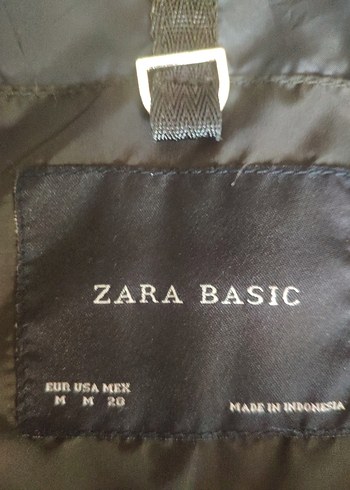 ZARA BASIC
EUR USA MEX
M M 28
MADE IN INDONESIA